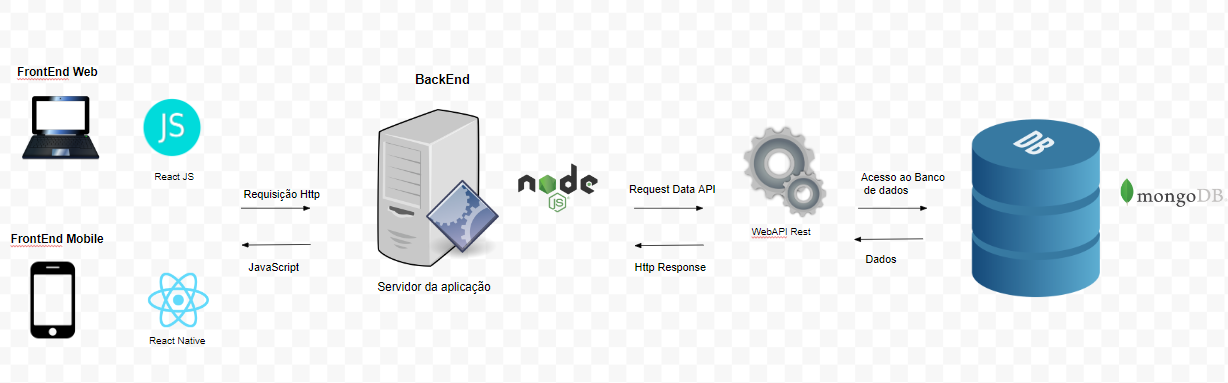 FrontEnd Web
JS
React JS
FrontEnd Mobile
React Native
Requisição Http
JavaScript
BackEnd
Servidor da aplicação
node
JS
Request Data API
Http Response
WebAPI Rest
Acesso ao Banco
de dados
Dados
DB
mongoDB